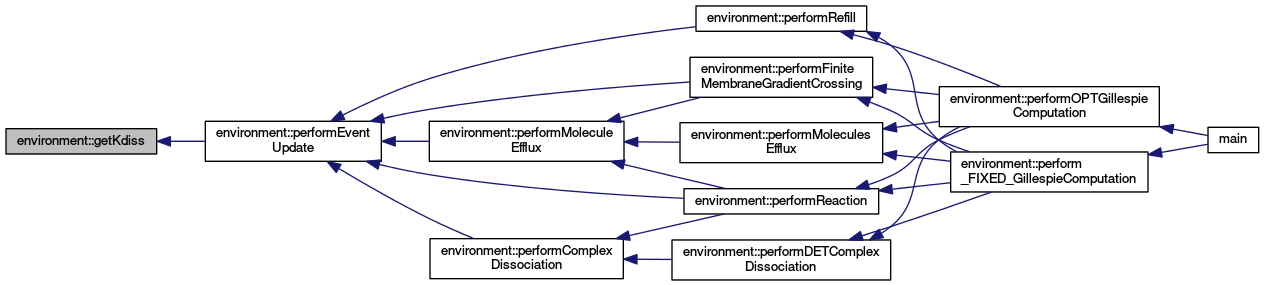 environment::getKdiss
environment::performEvent
Update
environment::performMolecule
Efflux
environment::performComplex
Dissociation
environment::performRefill
environment::performFinite
MembraneGradientCrossing
environment::performMolecules
Efflux
environment::performReaction
environment::performDETComplex
Dissociation
environment::performOPTGillespie
Computation
environment::perform
_FIXED_GillespieComputation
main